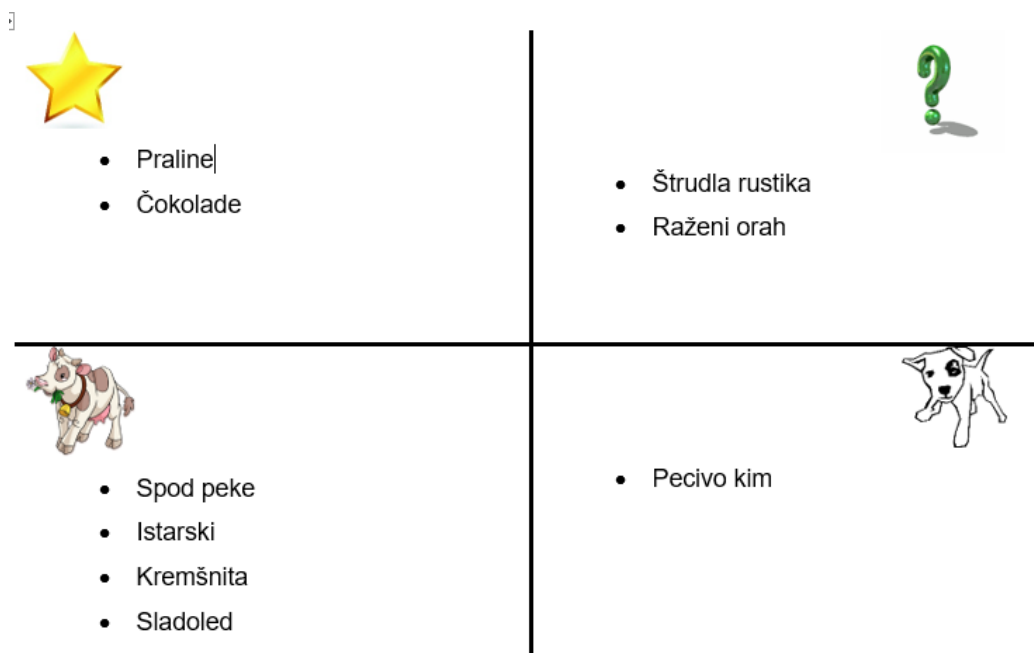 Praline
Čokolade
Štrudla rustika
Raženi orah
Spod peke
Istarski
Kremšnita
Sladoled
Pecivo kim